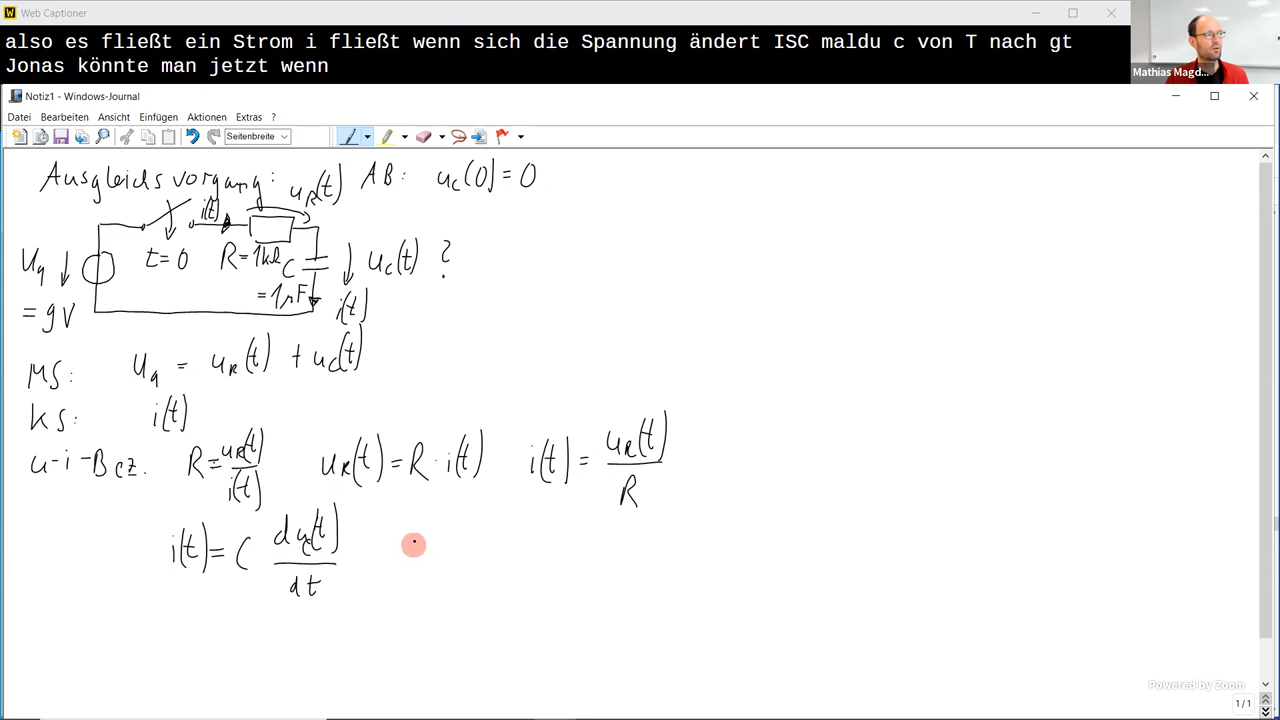 Web Captioner
also es fließt ein Strom i fließt wenn sich die Spannung ändert ISC maldu c von T nach gt
Jonas könnte man jetzt wenn
Mathias Magd...
Notiz1 - Windows-Journal
Datei Bearbeiten Ansicht Einfügen Aktionen Extras ?
Seitenbreite
Ausgleichsvorgang: u_R(t) AB: u_C(0) = 0
i(t)
U_q t=0 R=1kΩ C u_C(t) ?
= 9V =1µF i(t)
MS: U_q = u_R(t) + u_C(t)
KS: i(t)
u-i-Bez. R = u_R(t)/i(t) u_R(t) = R · i(t) i(t) = u_R(t)/R
i(t) = C du_C(t)/dt
Powered by Zoom
1/1